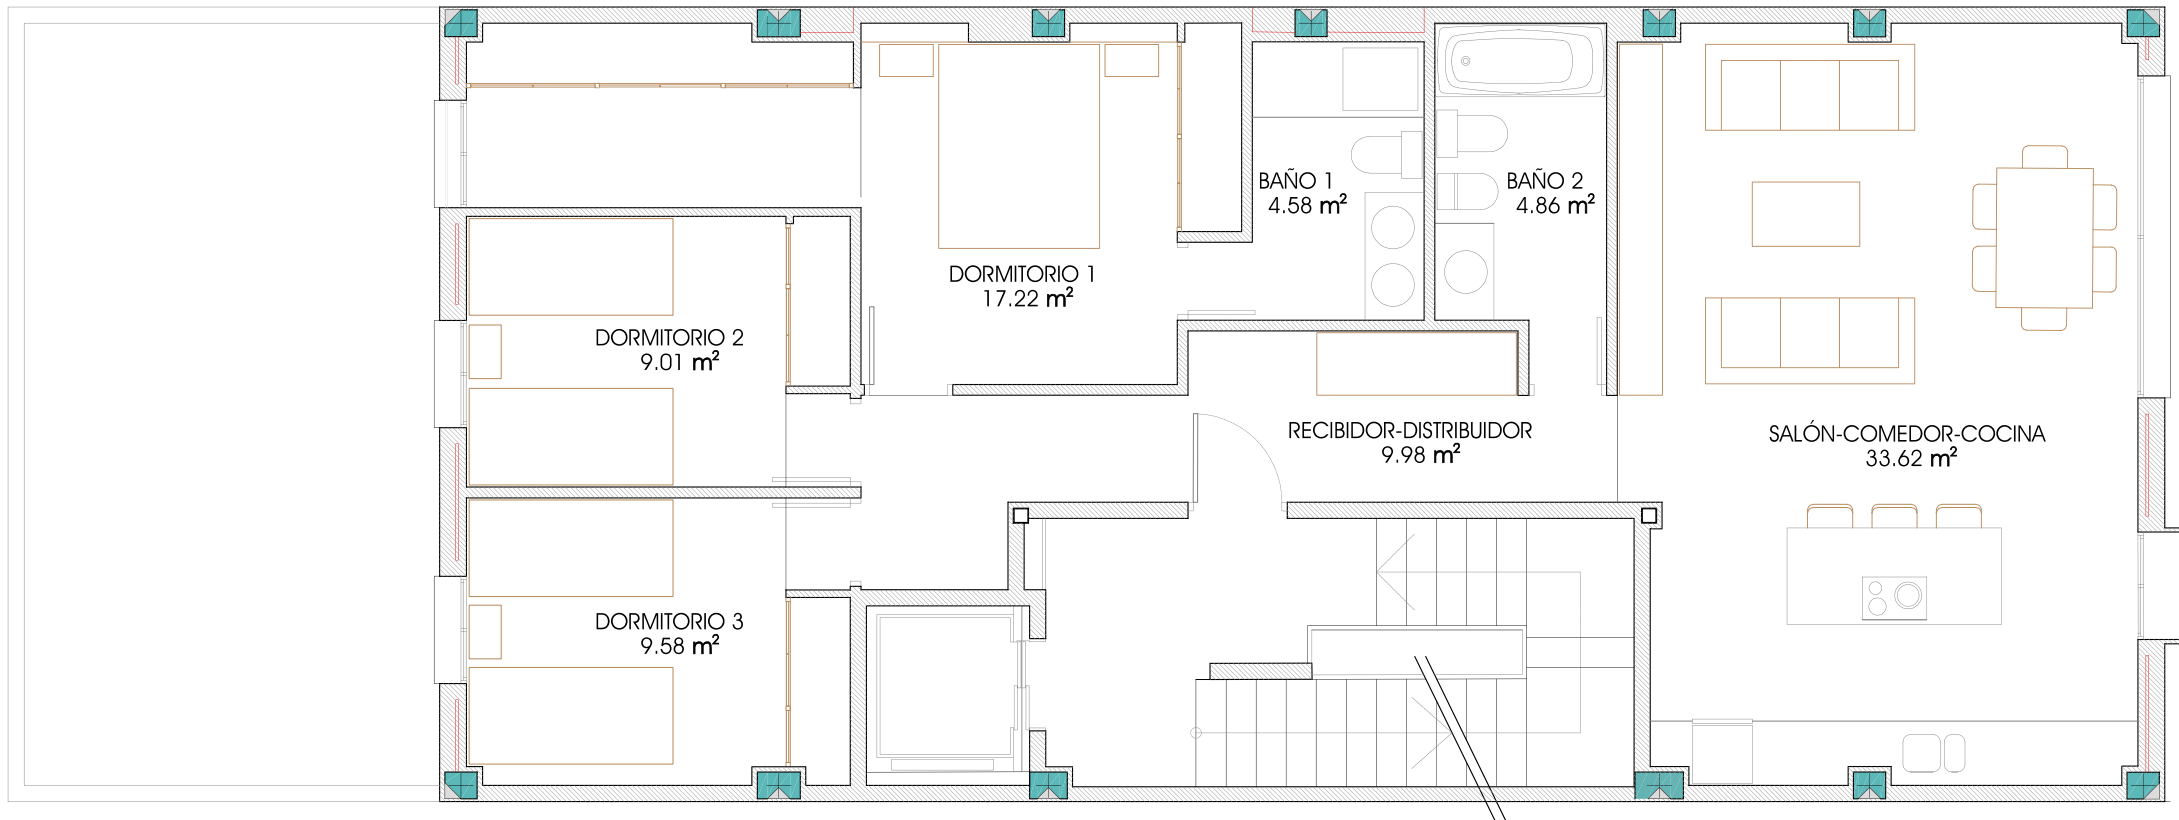 BAÑO 1
4.58 m²
BAÑO 2
4.86 m²
DORMITORIO 1
17.22 m²
DORMITORIO 2
9.01 m²
RECIBIDOR-DISTRIBUIDOR
9.98 m²
SALÓN-COMEDOR-COCINA
33.62 m²
DORMITORIO 3
9.58 m²